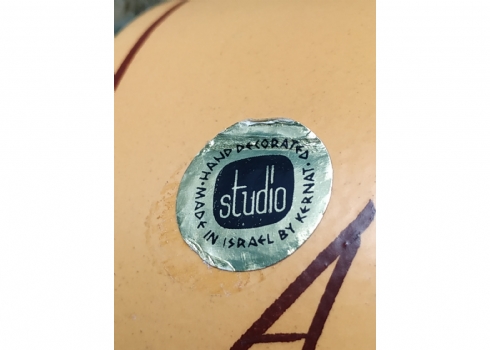 · HAND DECORATED ·
studio
MADE IN ISRAEL BY KERNAT
A